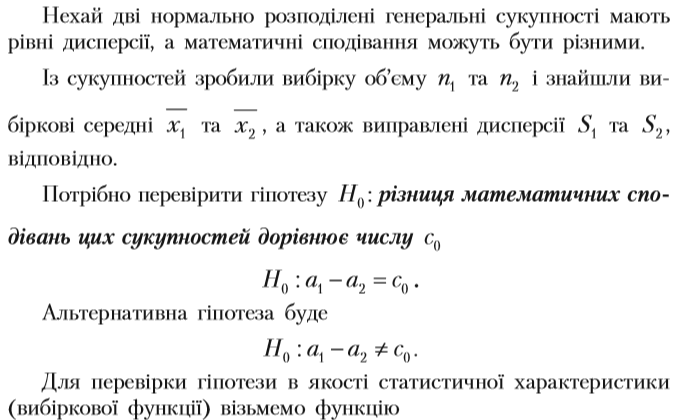 Нехай дві нормально розподілені генеральні сукупності мають
рівні дисперсії, а математичні сподівання можуть бути різними.
Із сукупностей зробили вибірку об'єму n₁ та n₂ і знайшли ви-
біркові середні x̅₁ та x̅₂, а також виправлені дисперсії S₁ та S₂,
відповідно.
Потрібно перевірити гіпотезу H₀: різниця математичних спо-
дівань цих сукупностей дорівнює числу c₀
H₀ : a₁ − a₂ = c₀.
Альтернативна гіпотеза буде
H₀ : a₁ − a₂ ≠ c₀.
Для перевірки гіпотези в якості статистичної характеристики
(вибіркової функції) візьмемо функцію